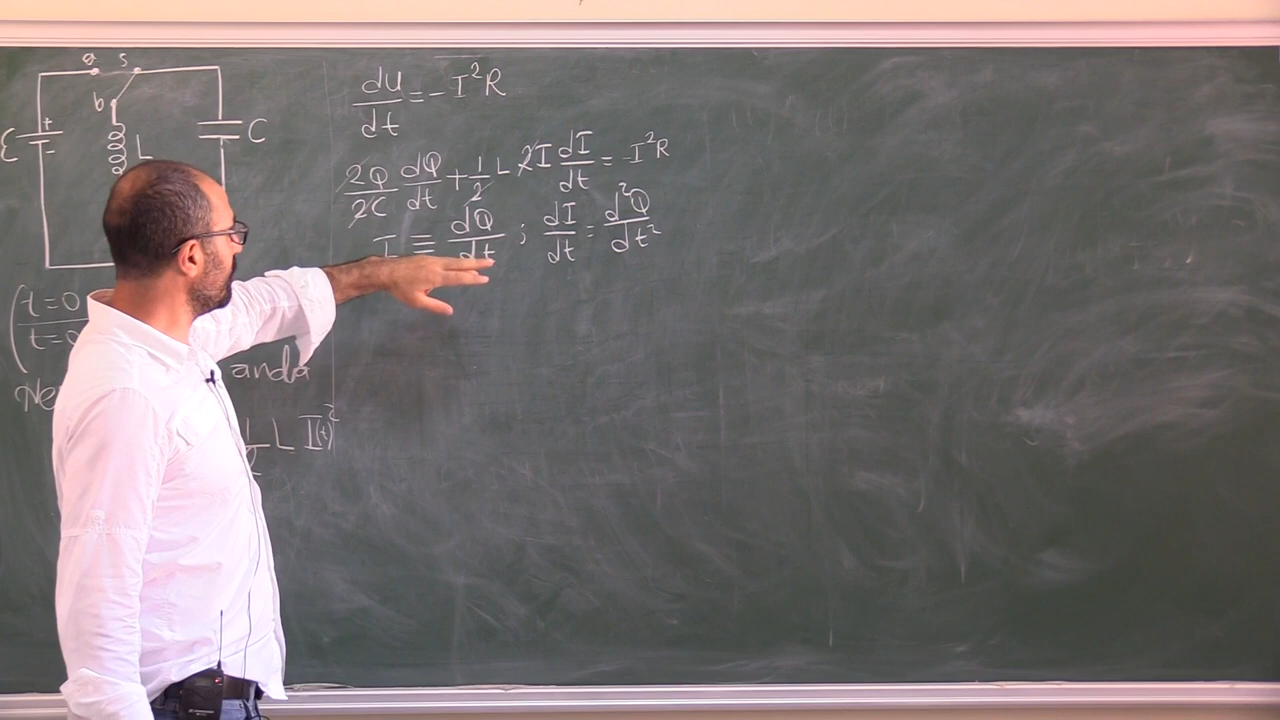 a s
b
+
-
ε L C
(t=0
t=0
anda
1/2 L I(t)²
dU/dt = -I²R
2Q/2C dQ/dt + 1/2 L 2I dI/dt = -I²R
I ≡ dQ/dt ; dI/dt = d²Q/dt²